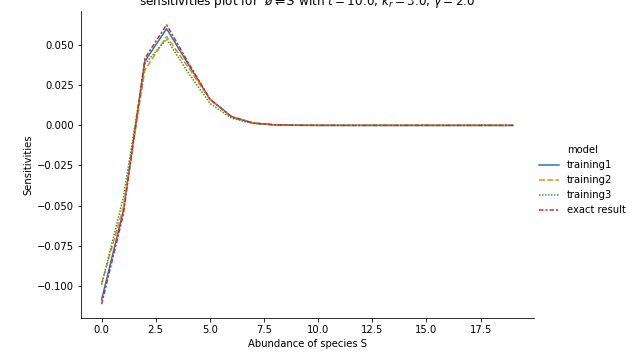 sensitivities plot for ∅ ⇌ S with t = 10.0, k_r = 3.0, γ = 2.0
0.050
0.025
0.000
−0.025
−0.050
−0.075
−0.100
Sensitivities
0.0 2.5 5.0 7.5 10.0 12.5 15.0 17.5
Abundance of species S
model
training1
training2
training3
exact result